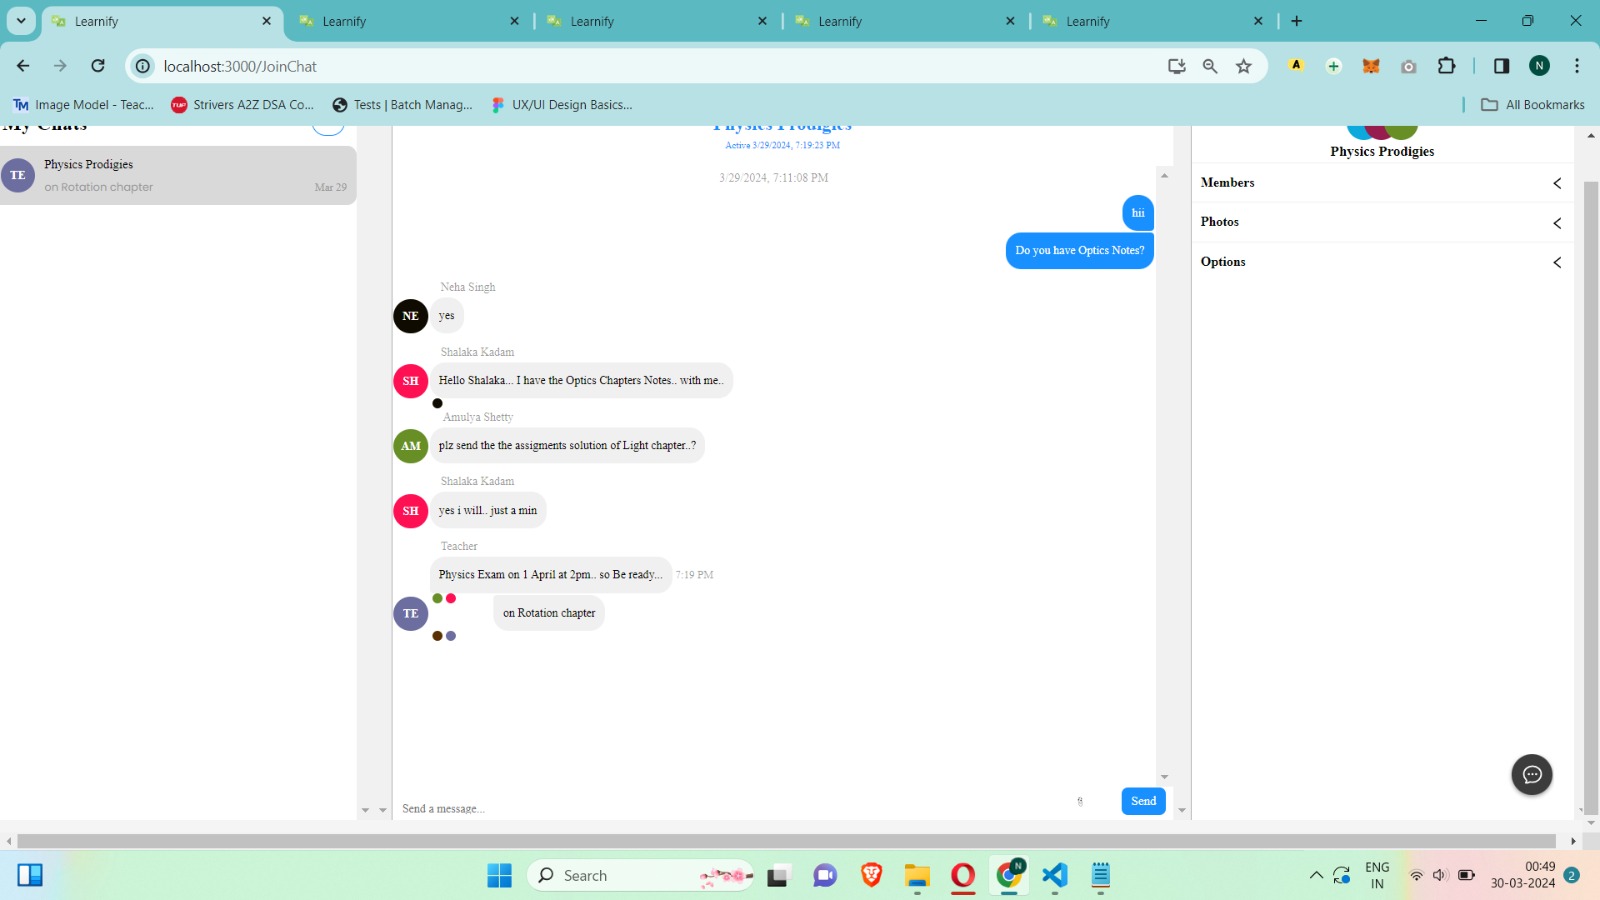 Learnify
Learnify
Learnify
Learnify
Learnify
localhost:3000/JoinChat
TM Image Model - Teac...
TUF Strivers A2Z DSA Co...
Tests | Batch Manag...
UX/UI Design Basics...
All Bookmarks
A
N
My Chats
TE
Physics Prodigies
on Rotation chapter
Mar 29
Physics Prodigies
Active 3/29/2024, 7:19:23 PM
3/29/2024, 7:11:08 PM
hii
Do you have Optics Notes?
Neha Singh
NE
yes
Shalaka Kadam
SH
Hello Shalaka... I have the Optics Chapters Notes.. with me..
Amulya Shetty
AM
plz send the the assigments solution of Light chapter..?
Shalaka Kadam
SH
yes i will.. just a min
Teacher
Physics Exam on 1 April at 2pm.. so Be ready...
7:19 PM
TE
on Rotation chapter
Send a message...
Send
Physics Prodigies
Members
Photos
Options
Search
N
ENG
IN
00:49
30-03-2024
2